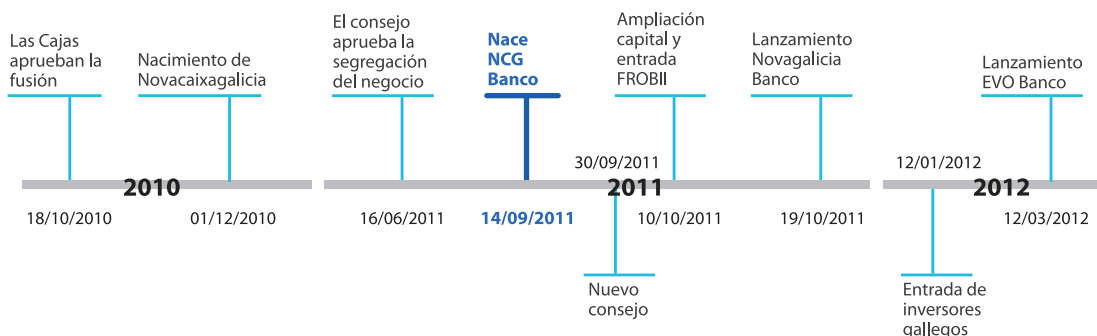 Las Cajas
aprueban la
fusión
Nacimiento de
Novacaixagalicia
El consejo
aprueba la
segregación
del negocio
Nace
NCG
Banco
Ampliación
capital y
entrada
FROBII
Lanzamiento
Novagalicia
Banco
Lanzamiento
EVO Banco
30/09/2011
12/01/2012
2010
2011
2012
18/10/2010
01/12/2010
16/06/2011
14/09/2011
10/10/2011
19/10/2011
12/03/2012
Nuevo
consejo
Entrada de
inversores
gallegos